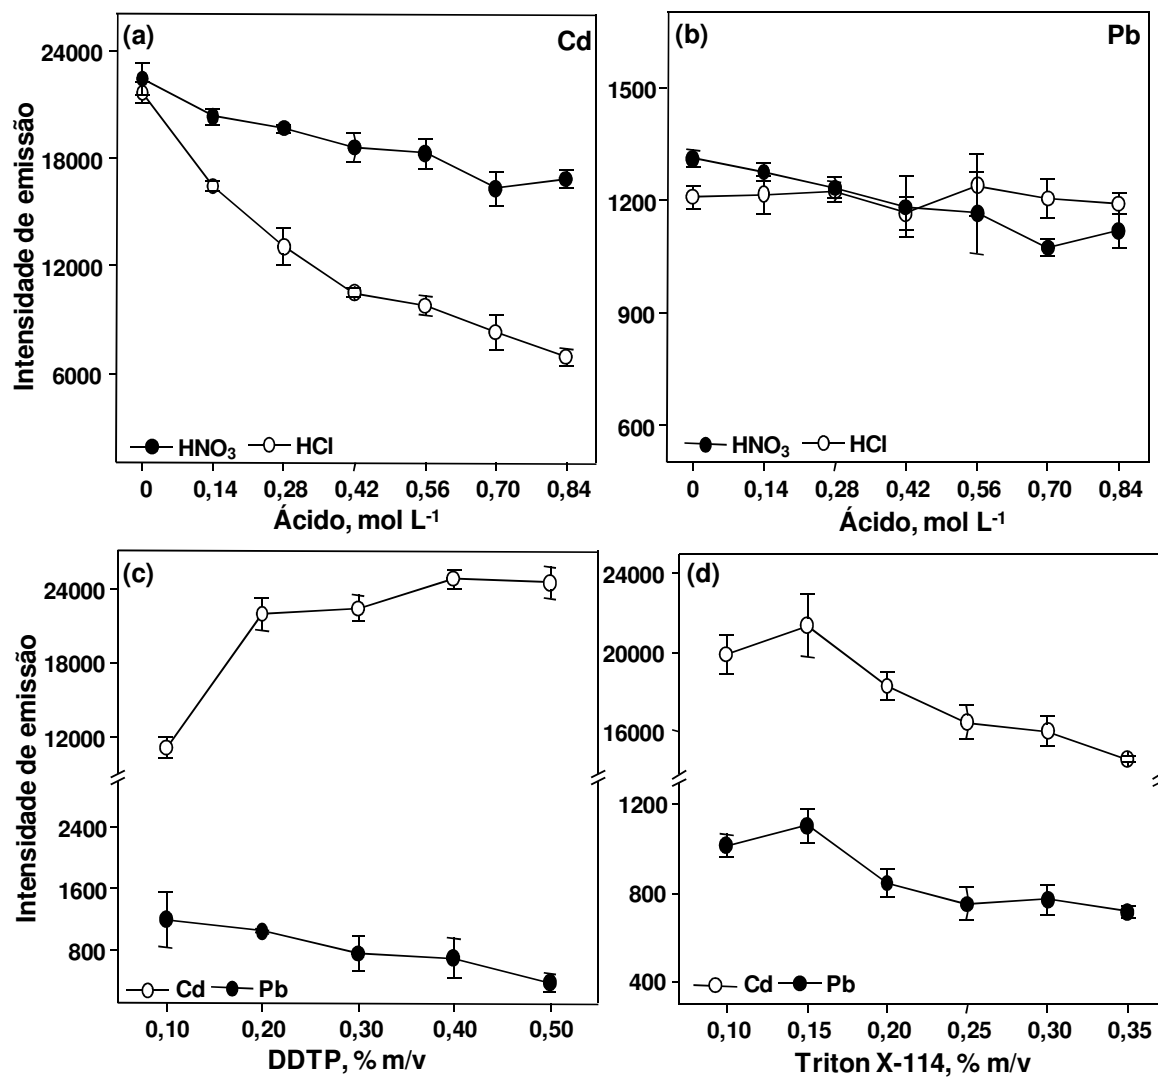 (a) Cd
24000
18000
12000
6000
Intensidade de emissão
HNO3 HCl
0 0,14 0,28 0,42 0,56 0,70 0,84
Ácido, mol L-1
(b) Pb
1500
1200
900
600
HNO3 HCl
0 0,14 0,28 0,42 0,56 0,70 0,84
Ácido, mol L-1
(c)
24000
18000
12000
2400
1600
800
Intensidade de emissão
Cd Pb
0,10 0,20 0,30 0,40 0,50
DDTP, % m/v
(d)
24000
20000
16000
1200
800
400
Cd Pb
0,10 0,15 0,20 0,25 0,30 0,35
Triton X-114, % m/v